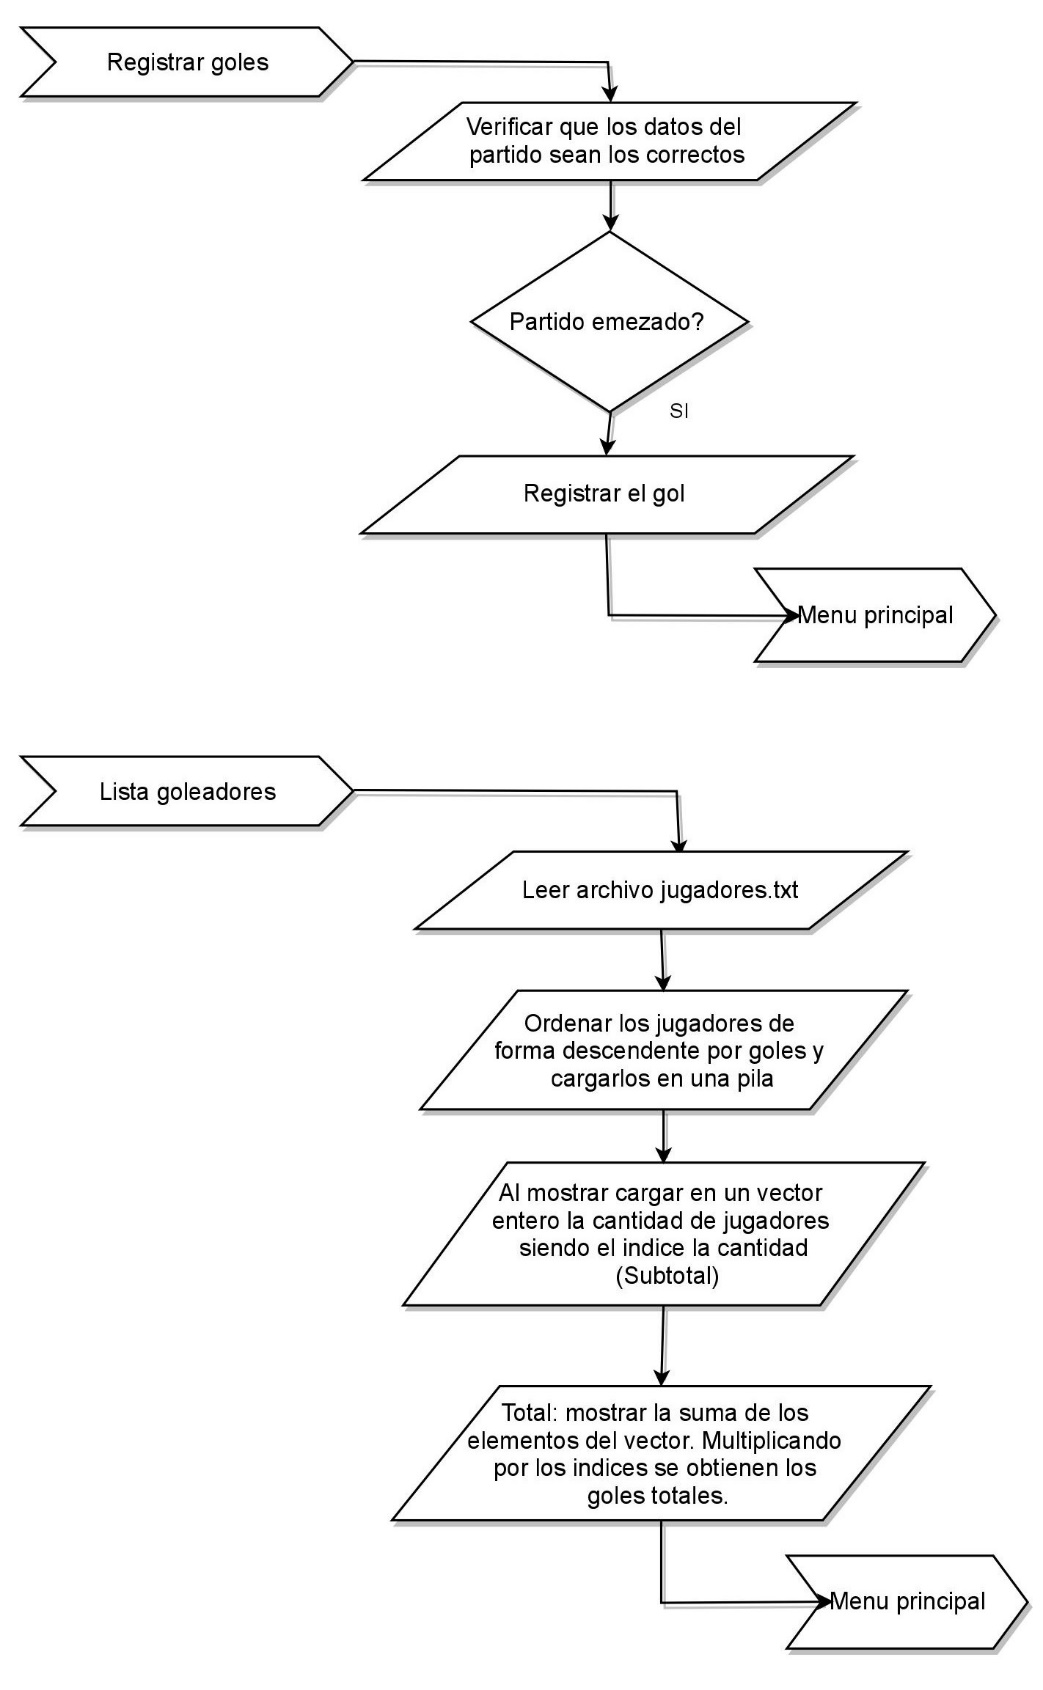 Registrar goles
Verificar que los datos del
partido sean los correctos
Partido emezado?
SI
Registrar el gol
Menu principal
Lista goleadores
Leer archivo jugadores.txt
Ordenar los jugadores de
forma descendente por goles y
cargarlos en una pila
Al mostrar cargar en un vector
entero la cantidad de jugadores
siendo el indice la cantidad
(Subtotal)
Total: mostrar la suma de los
elementos del vector. Multiplicando
por los indices se obtienen los
goles totales.
Menu principal